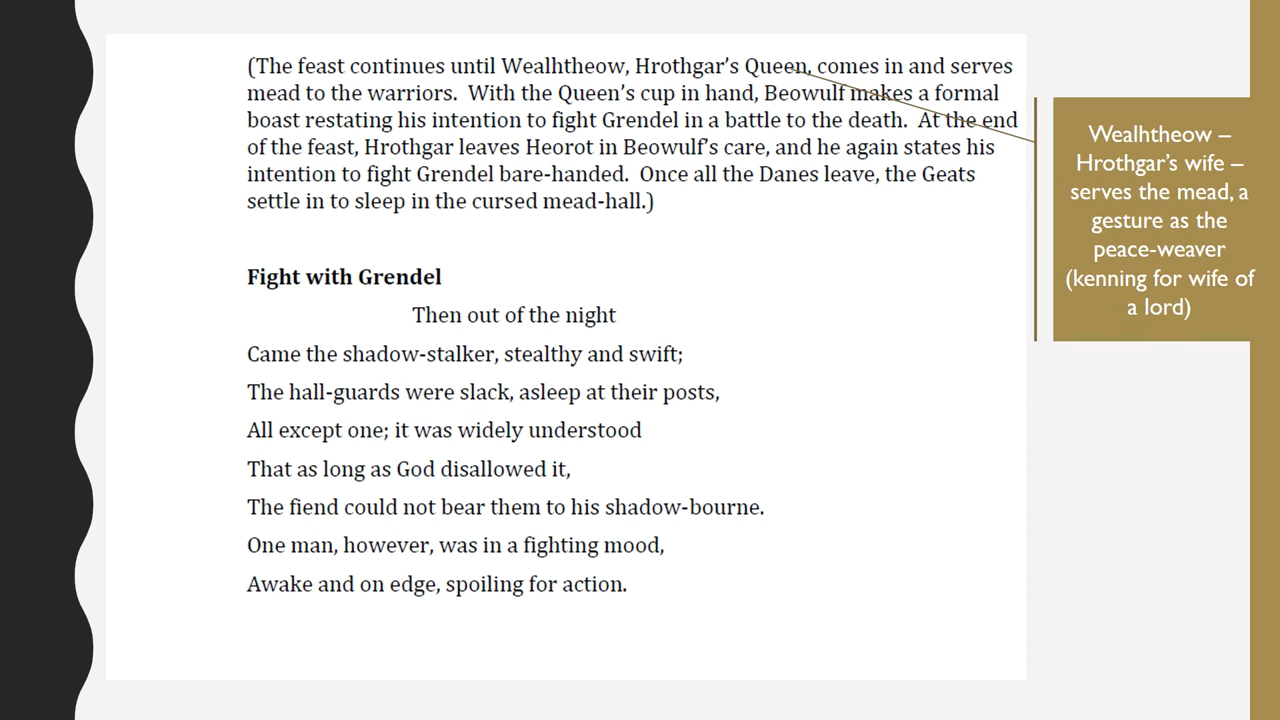 (The feast continues until Wealhtheow, Hrothgar’s Queen, comes in and serves
mead to the warriors.  With the Queen’s cup in hand, Beowulf makes a formal
boast restating his intention to fight Grendel in a battle to the death.  At the end
of the feast, Hrothgar leaves Heorot in Beowulf’s care, and he again states his
intention to fight Grendel bare-handed.  Once all the Danes leave, the Geats
settle in to sleep in the cursed mead-hall.)
Fight with Grendel
Then out of the night
Came the shadow-stalker, stealthy and swift;
The hall-guards were slack, asleep at their posts,
All except one; it was widely understood
That as long as God disallowed it,
The fiend could not bear them to his shadow-bourne.
One man, however, was in a fighting mood,
Awake and on edge, spoiling for action.
Wealhtheow –
Hrothgar’s wife –
serves the mead, a
gesture as the
peace-weaver
(kenning for wife of
a lord)